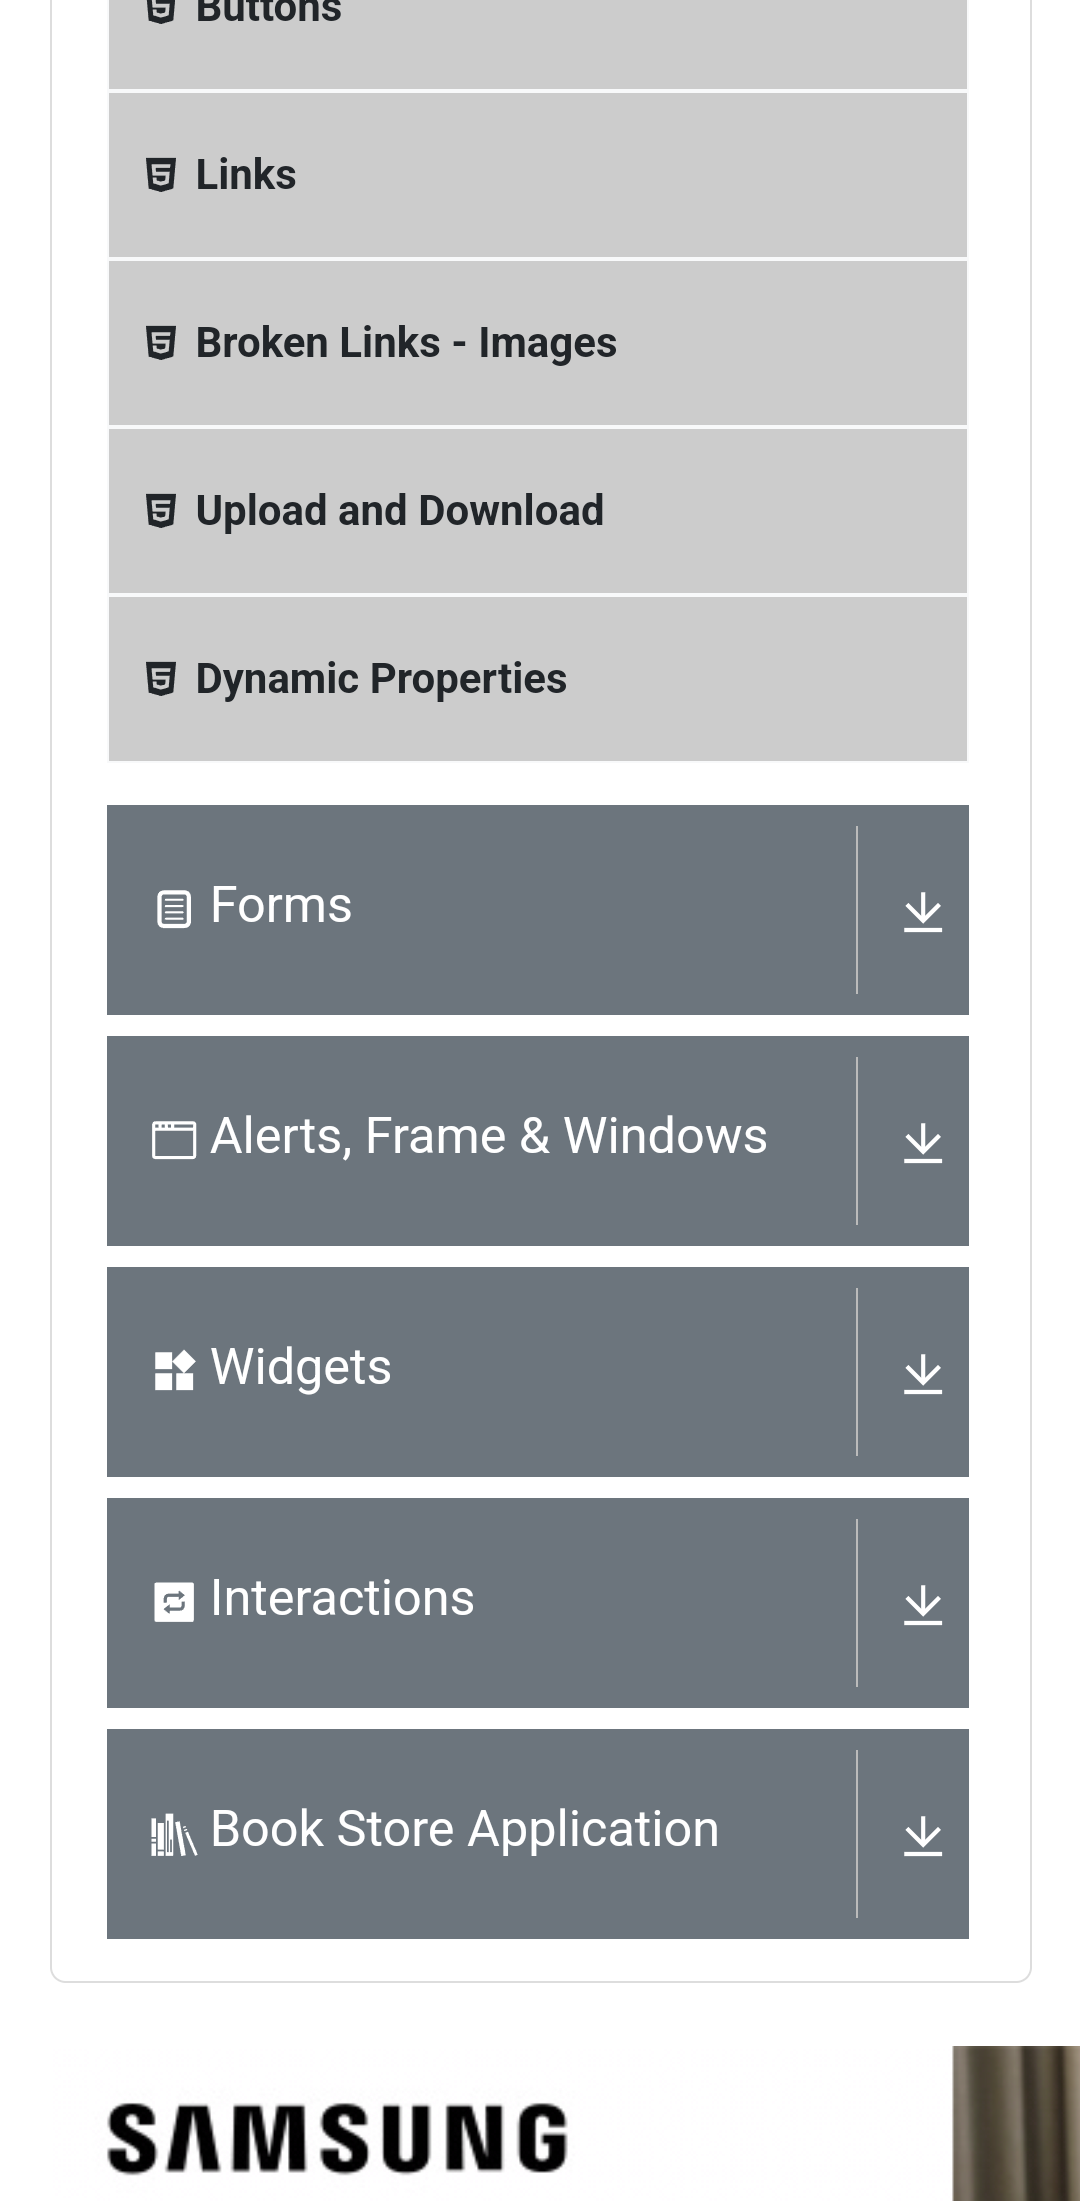 Buttons
Links
Broken Links - Images
Upload and Download
Dynamic Properties
Forms
Alerts, Frame & Windows
Widgets
Interactions
Book Store Application
SAMSUNG